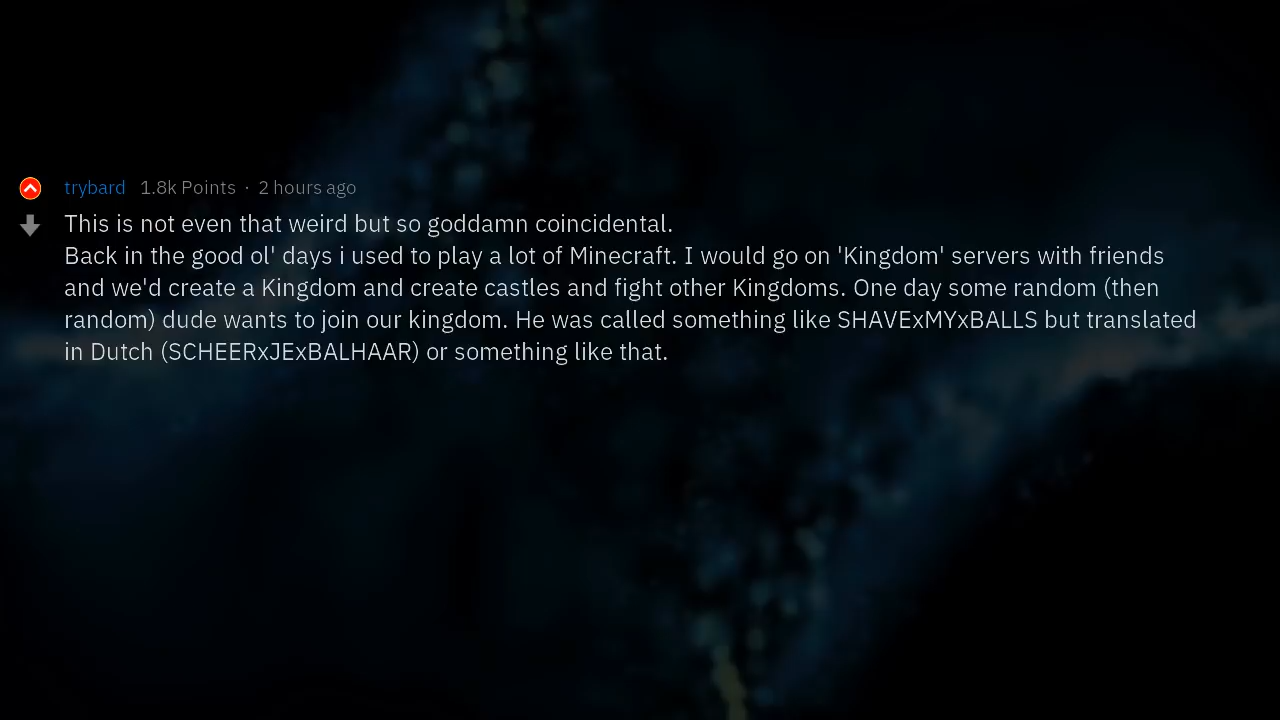 trybard 1.8k Points · 2 hours ago
This is not even that weird but so goddamn coincidental.
Back in the good ol' days i used to play a lot of Minecraft. I would go on 'Kingdom' servers with friends
and we'd create a Kingdom and create castles and fight other Kingdoms. One day some random (then
random) dude wants to join our kingdom. He was called something like SHAVExMYxBALLS but translated
in Dutch (SCHEERxJExBALHAAR) or something like that.